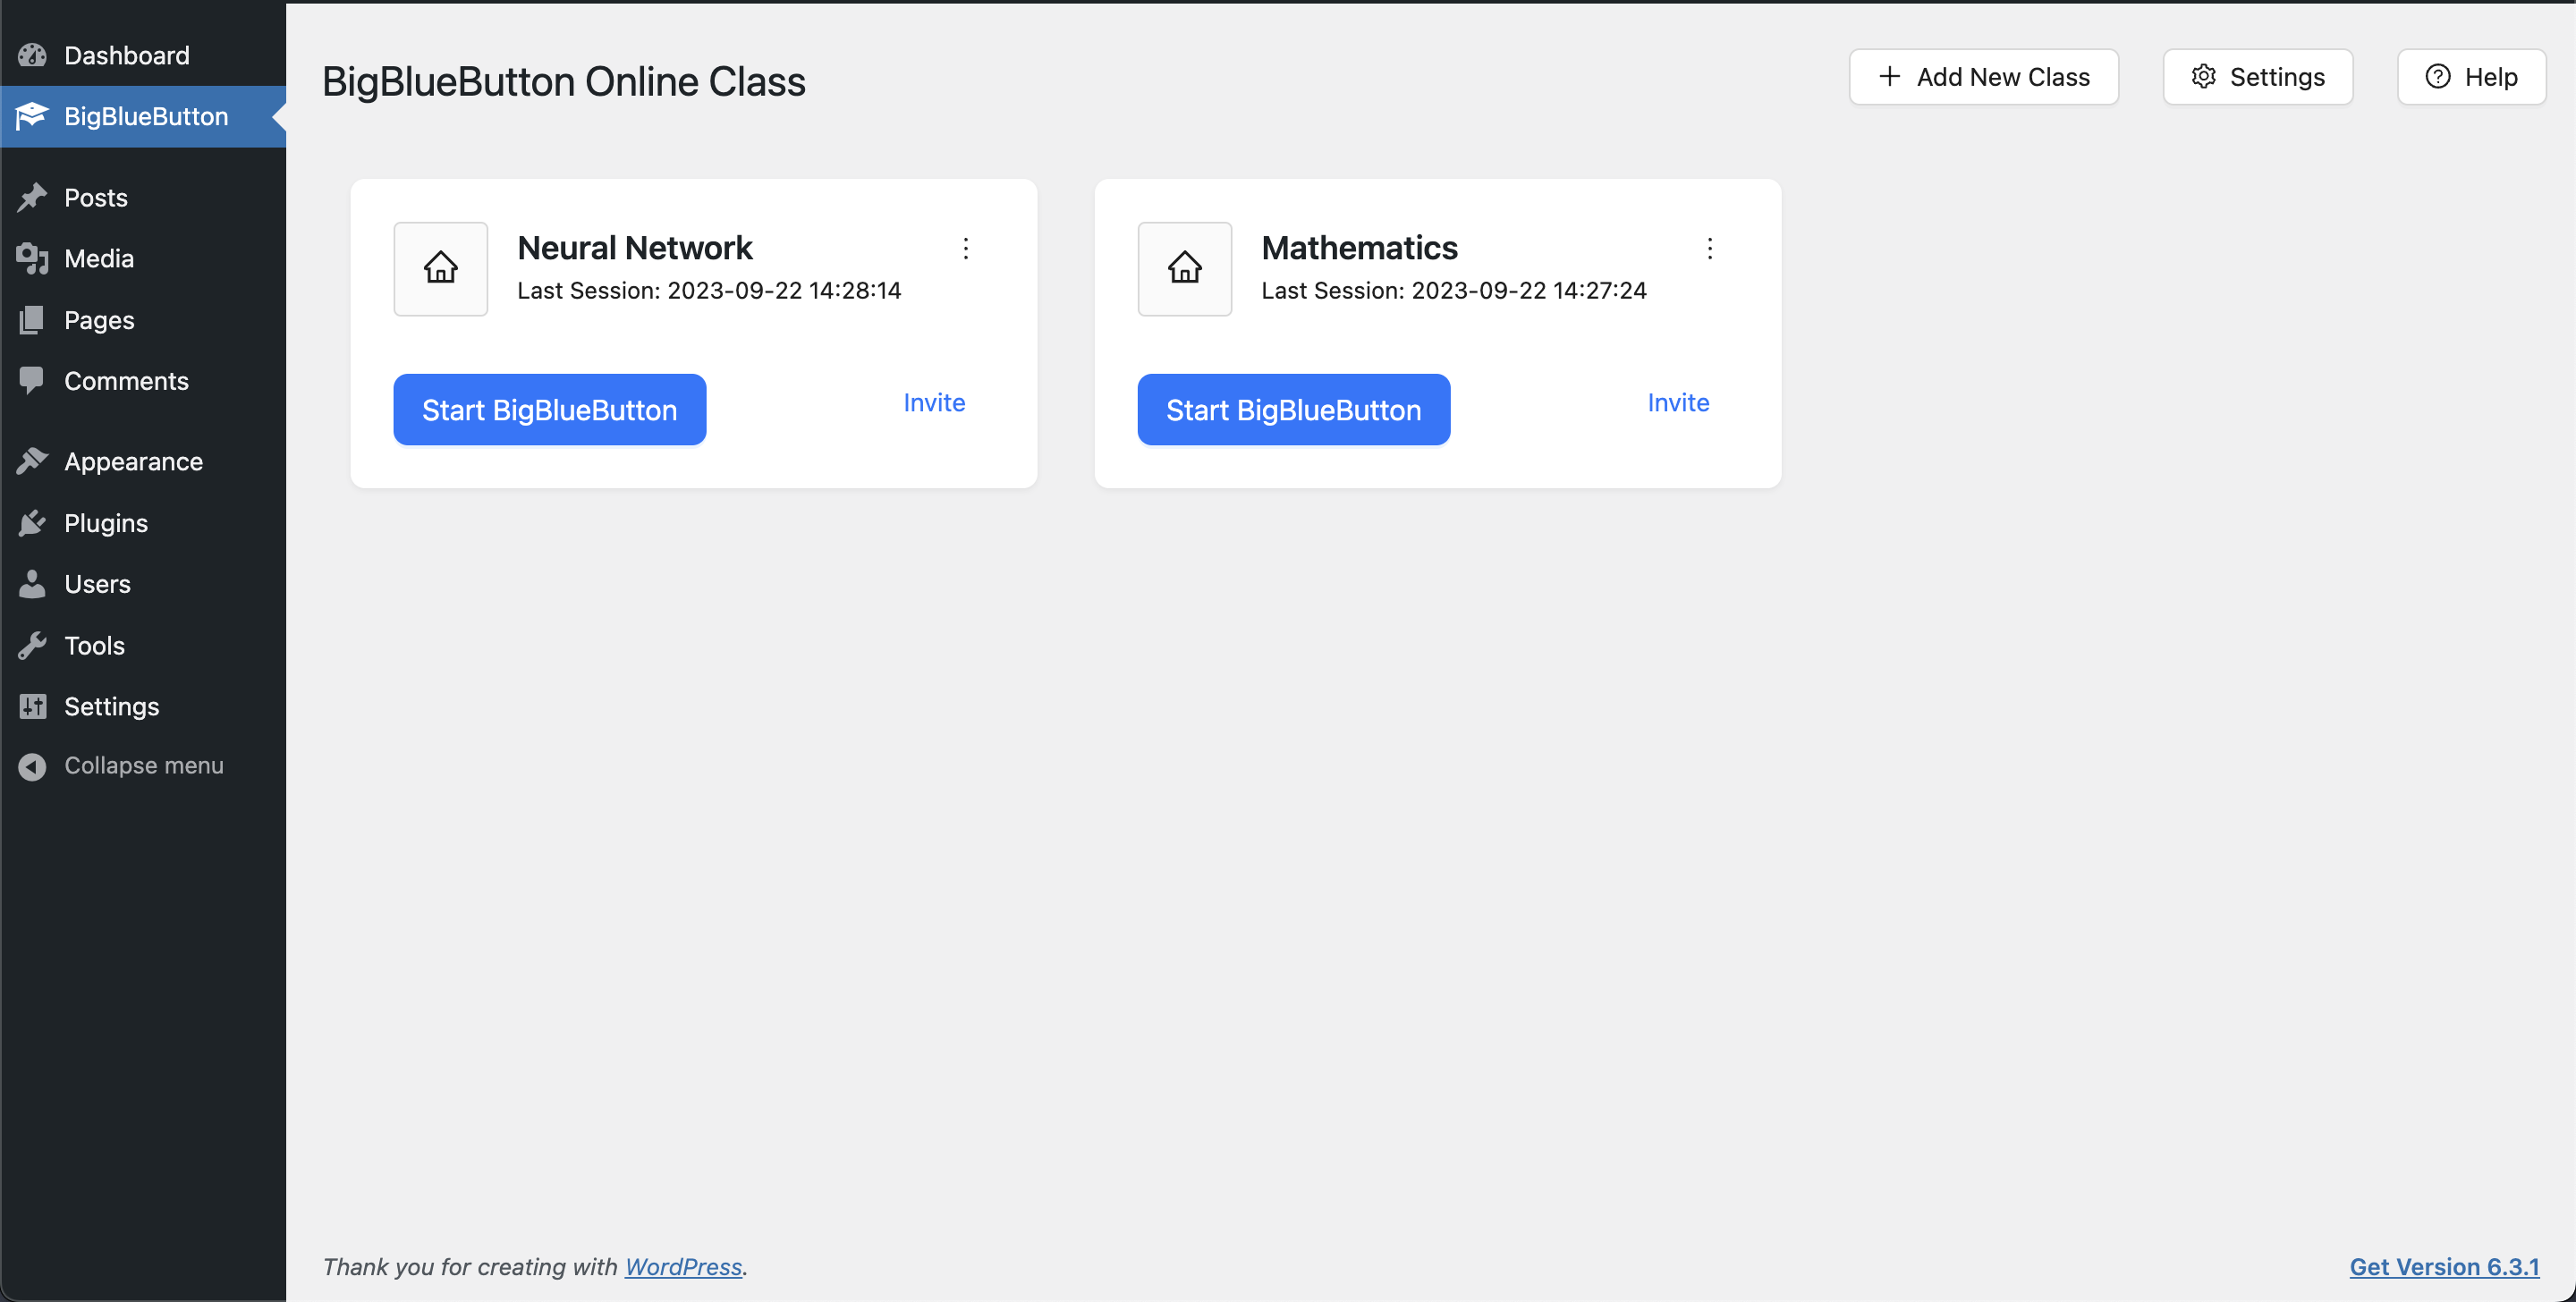 Dashboard
BigBlueButton
Posts
Media
Pages
Comments
Appearance
Plugins
Users
Tools
Settings
Collapse menu
BigBlueButton Online Class
Add New Class
Settings
Help
Neural Network
Last Session: 2023-09-22 14:28:14
Start BigBlueButton
Invite
Mathematics
Last Session: 2023-09-22 14:27:24
Start BigBlueButton
Invite
Thank you for creating with WordPress.
Get Version 6.3.1